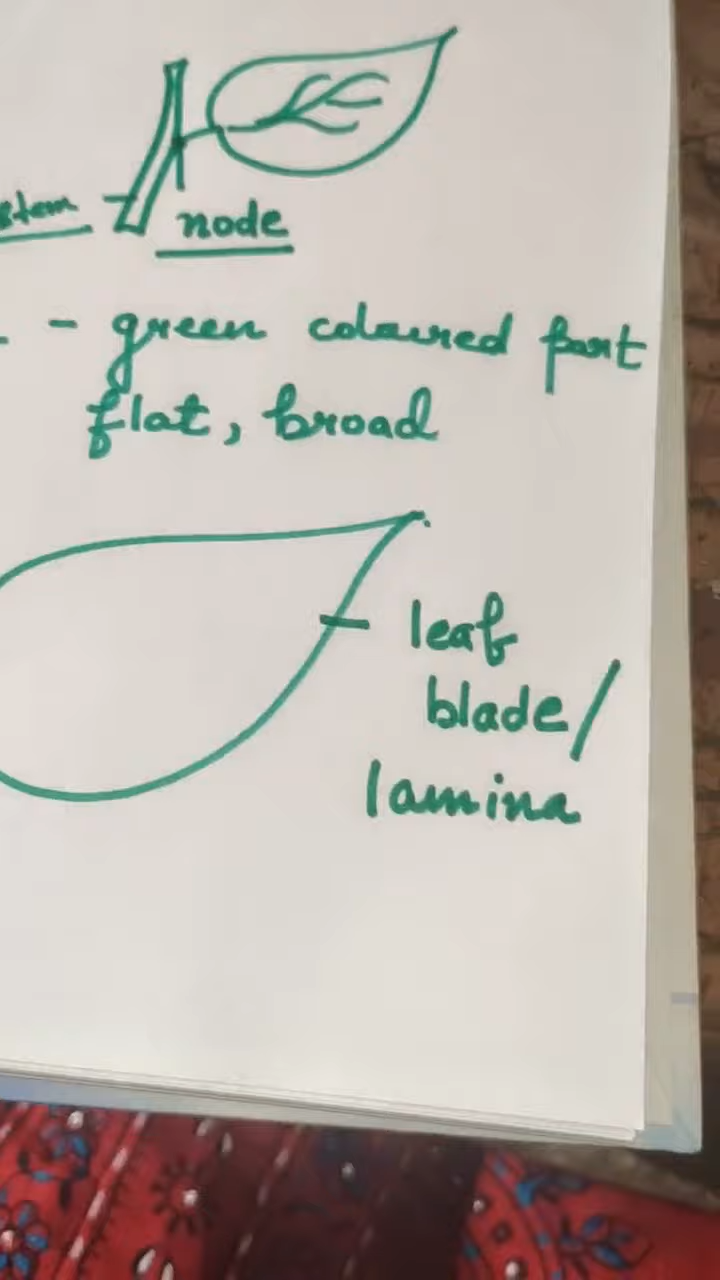 stem
node
- green coloured part
flat, broad
leaf
blade/
lamina